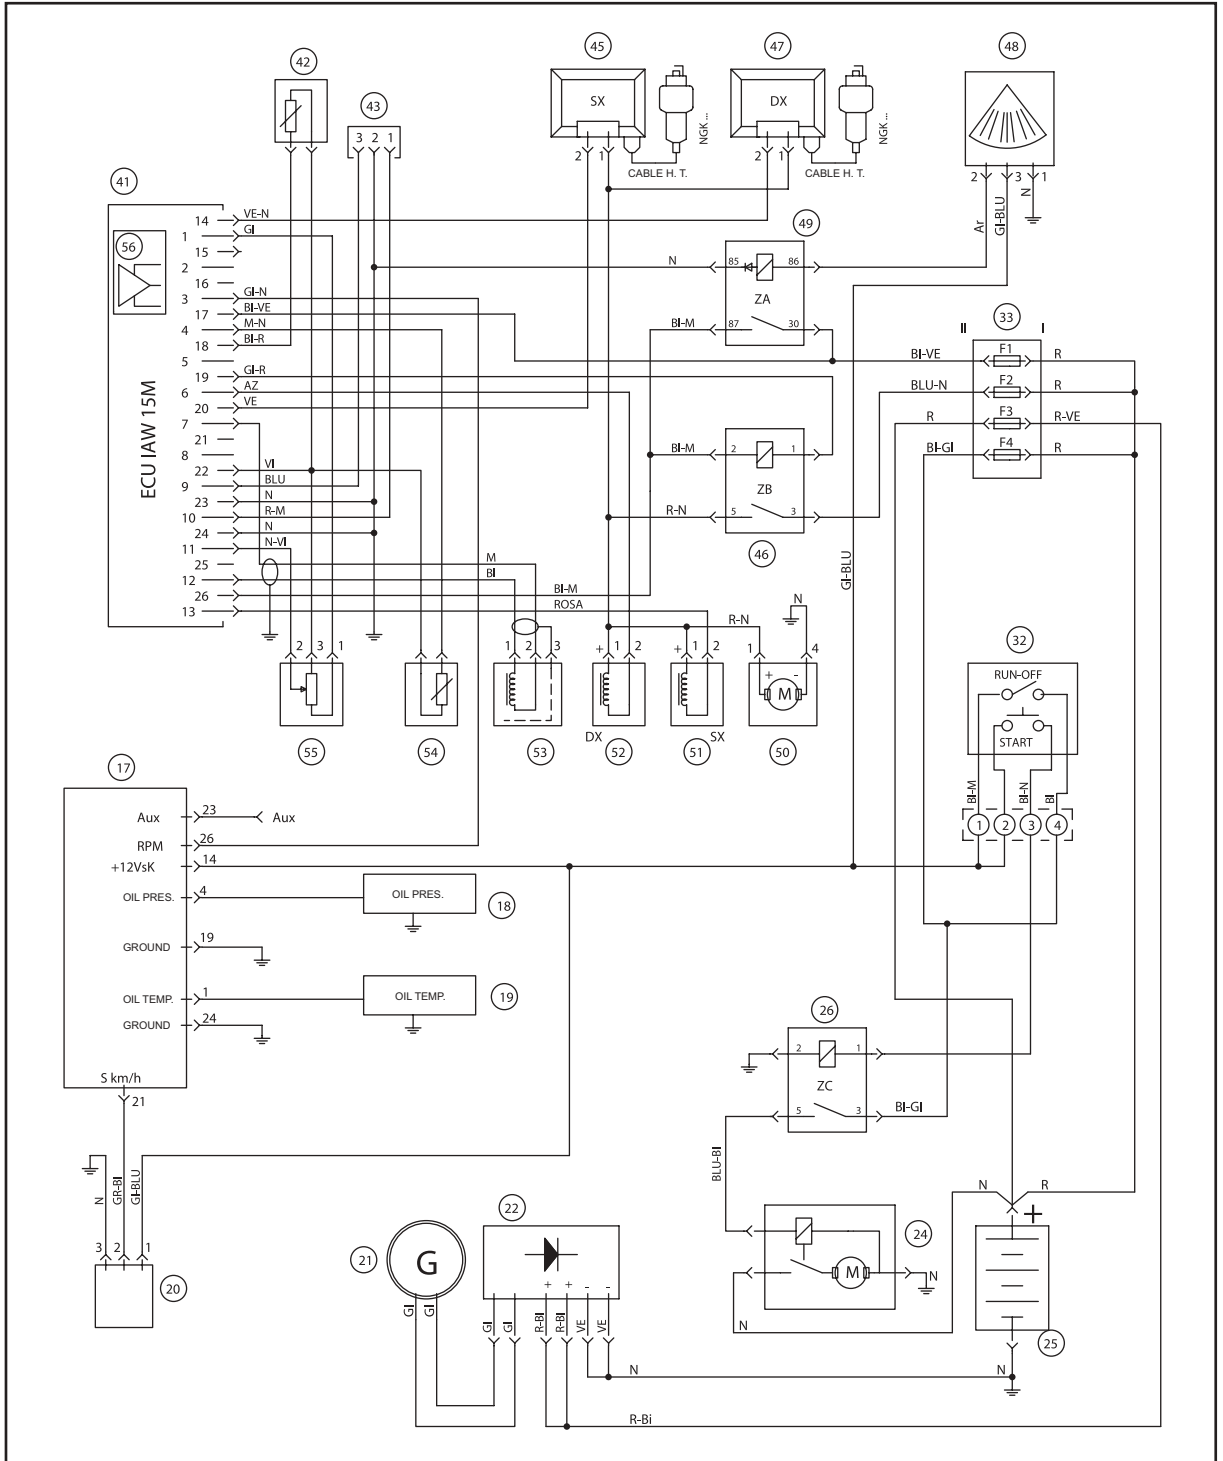 45
47
48
42
43
SX
DX
NGK ...
NGK ...
3 2 1
2 1
2 1
CABLE H. T.
CABLE H. T.
2 3 1
Ar
GI-BLU
N
41
56
ECU IAW 15M
14 VE-N
1 GI
15
2
16
3 GI-N
17 BI-VE
4 M-N
18 BI-R
5
19 GI-R
6 AZ
20 VE
7
21
8
22 VI
9 BLU
23 N
10 R-M
24 N
11 N-VI
25
12
26
13
M
BI
BI-M
ROSA
49
N
85 86
ZA
BI-M
87 30
33
II I
BI-VE F1 R
BLU-N F2 R
R F3 R-VE
BI-GI F4 R
BI-M
2 1
ZB
R-N
5 3
46
GI-BLU
R-N
N
2 3 1
1 2 3
+ 1 2
+ 1 2
1 4
+ -
M
55
54
53
DX 52
51 SX
50
32
RUN-OFF
START
BI-M
BI-N
BI
1 2 3 4
17
Aux 23 Aux
RPM 26
+12VsK 14
OIL PRES. 4
OIL PRES.
18
GROUND 19
OIL TEMP. 1
OIL TEMP.
19
GROUND 24
S km/h
21
N
GR-BI
GI-BLU
3 2 1
20
26
2 1
ZC
5 3
BI-GI
BLU-BI
N R
+
24
M
N
N
25
21
G
22
+ + - -
GI
GI
GI
GI
R-BI
R-BI
VE
VE
N N
R-Bi